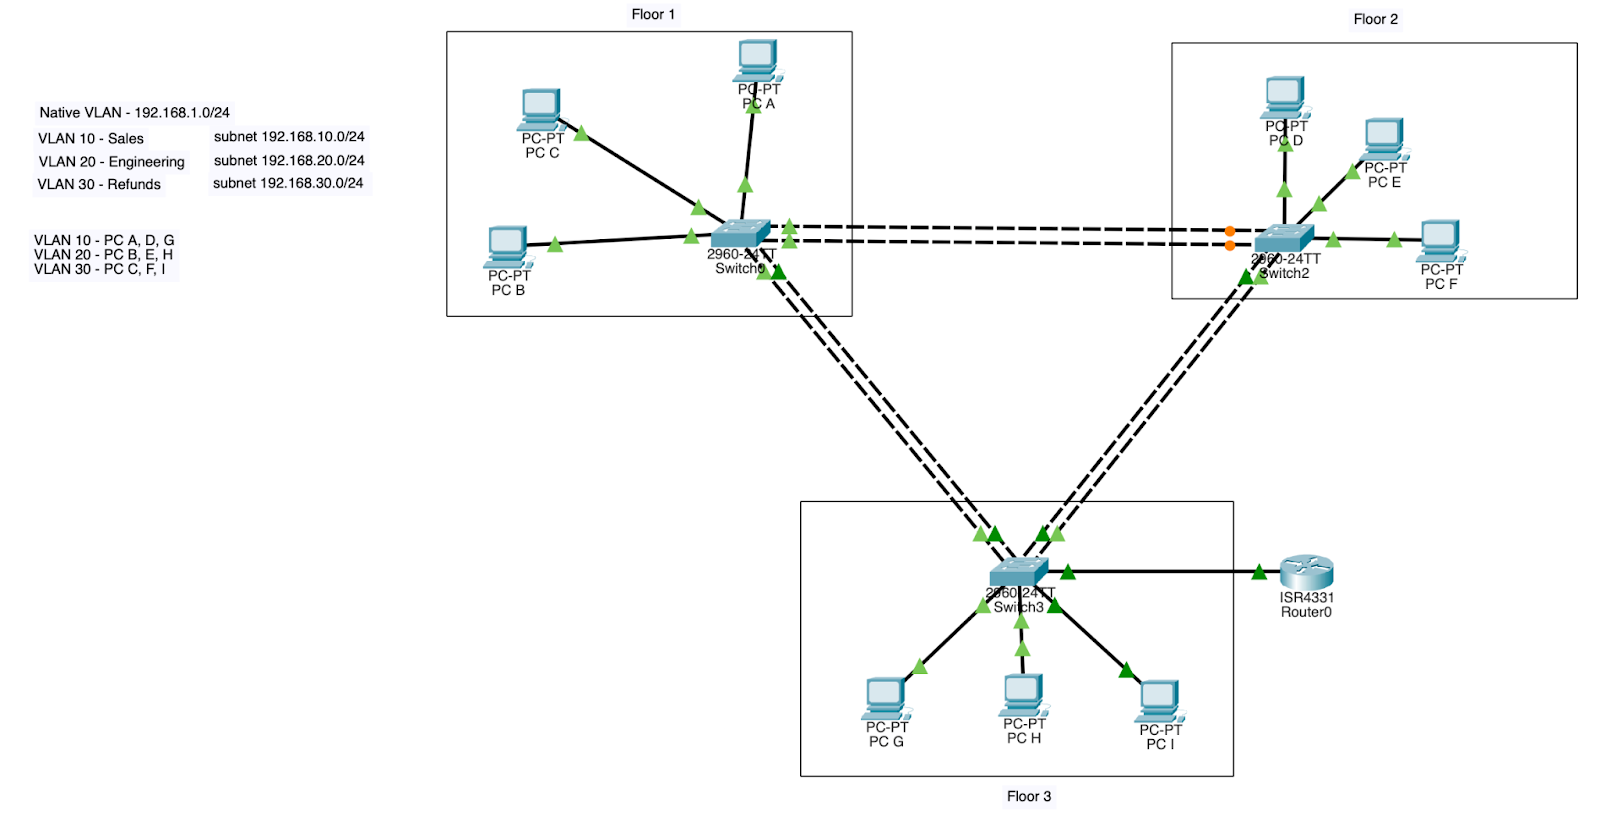 Floor 1
Floor 2
Native VLAN - 192.168.1.0/24
VLAN 10 - Sales subnet 192.168.10.0/24
VLAN 20 - Engineering subnet 192.168.20.0/24
VLAN 30 - Refunds subnet 192.168.30.0/24
VLAN 10 - PC A, D, G
VLAN 20 - PC B, E, H
VLAN 30 - PC C, F, I
PC-PT
PC A
PC-PT
PC C
PC-PT
PC B
2960-24TT
Switch0
PC-PT
PC D
PC-PT
PC E
PC-PT
PC F
2960-24TT
Switch2
2960-24TT
Switch3
ISR4331
Router0
PC-PT
PC G
PC-PT
PC H
PC-PT
PC I
Floor 3